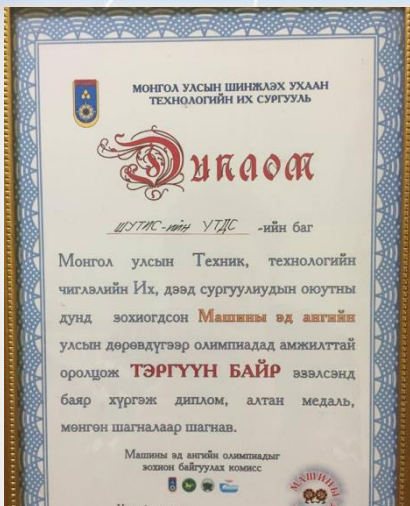 МОНГОЛ УЛСЫН ШИНЖЛЭХ УХААН
ТЕХНОЛОГИЙН ИХ СУРГУУЛЬ
Диплом
ШУТИС-ийн УТДС -ийн баг
Монгол улсын Техник, технологийн
чиглэлийн Их, дээд сургуулиудын оюутны
дунд зохиогдсон Машины эд ангийн
улсын дөрөвдүгээр олимпиадад амжилттай
оролцож ТЭРГҮҮН БАЙР эзэлсэнд
баяр хүргэж диплом, алтан медаль,
мөнгөн шагналаар шагнав.
Машины эд ангийн олимпиадыг
зохион байгуулах комисс
МАШИНЫ